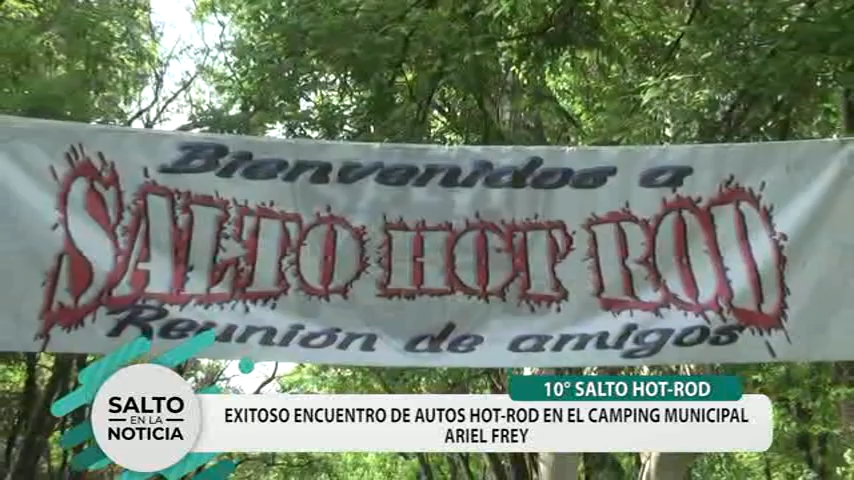 Bienvenidos a
SALTO HOT ROD
Reunión de amigos
10° SALTO HOT-ROD
SALTO
EN LA
NOTICIA
EXITOSO ENCUENTRO DE AUTOS HOT-ROD EN EL CAMPING MUNICIPAL
ARIEL FREY